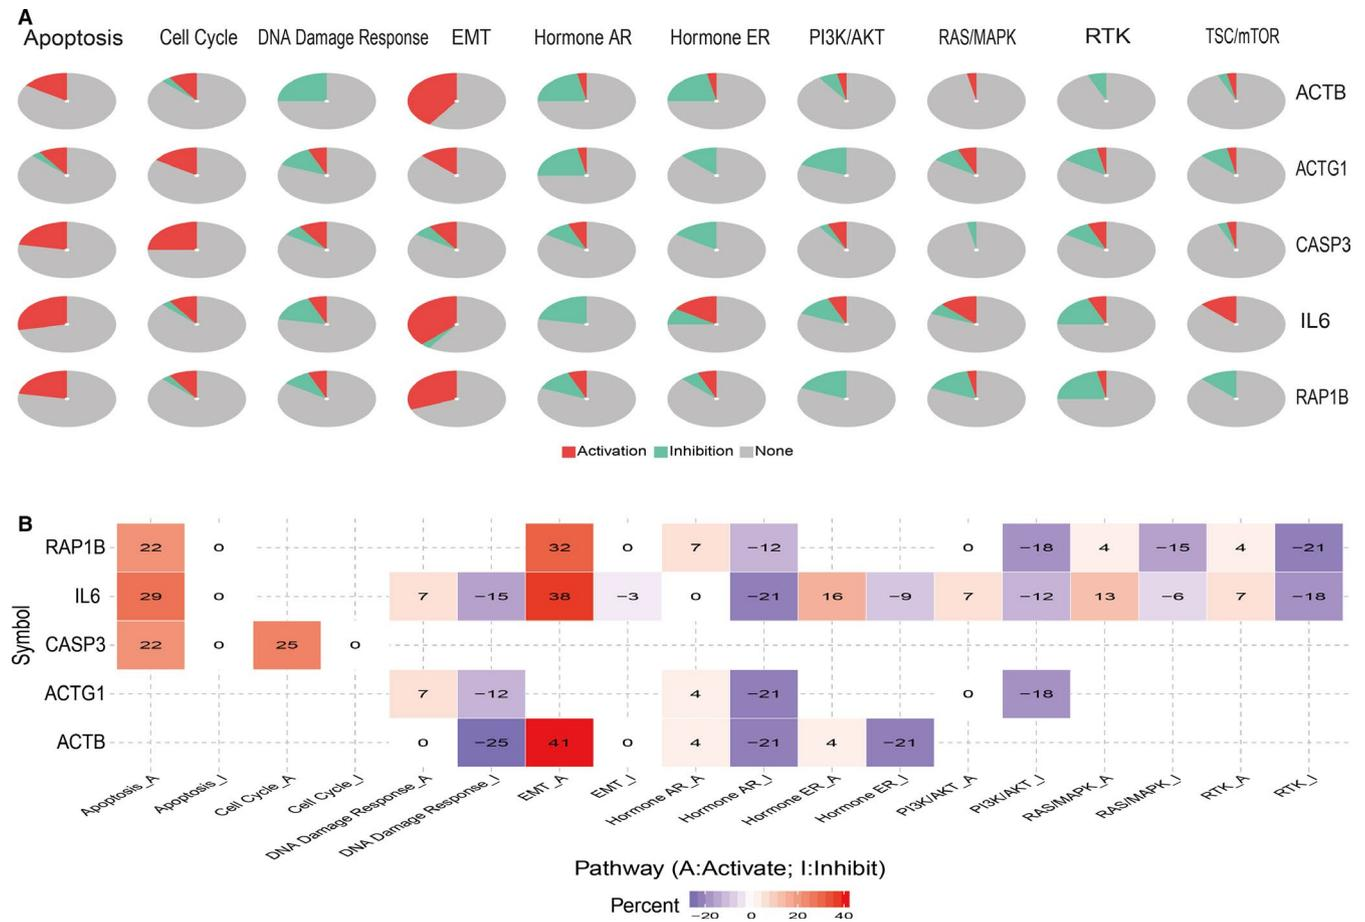 A
Apoptosis Cell Cycle DNA Damage Response EMT Hormone AR Hormone ER PI3K/AKT RAS/MAPK RTK TSC/mTOR
ACTB
ACTG1
CASP3
IL6
RAP1B
Activation Inhibition None
B
RAP1B 22 0 32 0 7 −12 0 −18 4 −15 4 −21
IL6 29 0 7 −15 38 −3 0 −21 16 −9 7 −12 13 −6 7 −18
CASP3 22 0 25 0
ACTG1 7 −12 4 −21 0 −18
ACTB 0 −25 41 0 4 −21 4 −21
Symbol
Apoptosis_A Apoptosis_I Cell Cycle_A Cell Cycle_I DNA Damage Response_A DNA Damage Response_I EMT_A EMT_I Hormone AR_A Hormone AR_I Hormone ER_A Hormone ER_I PI3K/AKT_A PI3K/AKT_I RAS/MAPK_A RAS/MAPK_I RTK_A RTK_I
Pathway (A:Activate; I:Inhibit)
Percent
−20 0 20 40